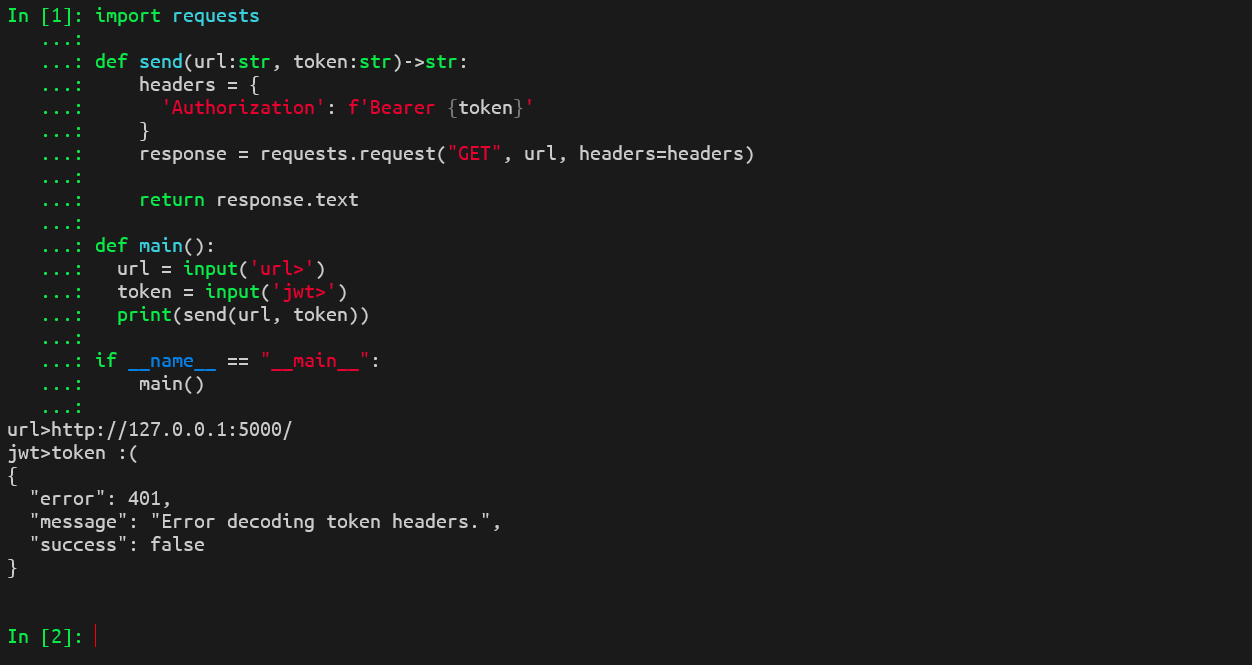 In [1]: import requests
   ...:
   ...: def send(url:str, token:str)->str:
   ...:     headers = {
   ...:       'Authorization': f'Bearer {token}'
   ...:     }
   ...:     response = requests.request("GET", url, headers=headers)
   ...:
   ...:     return response.text
   ...:
   ...: def main():
   ...:   url = input('url>')
   ...:   token = input('jwt>')
   ...:   print(send(url, token))
   ...:
   ...: if __name__ == "__main__":
   ...:     main()
   ...:
url>http://127.0.0.1:5000/
jwt>token :(
{
  "error": 401,
  "message": "Error decoding token headers.",
  "success": false
}
In [2]: